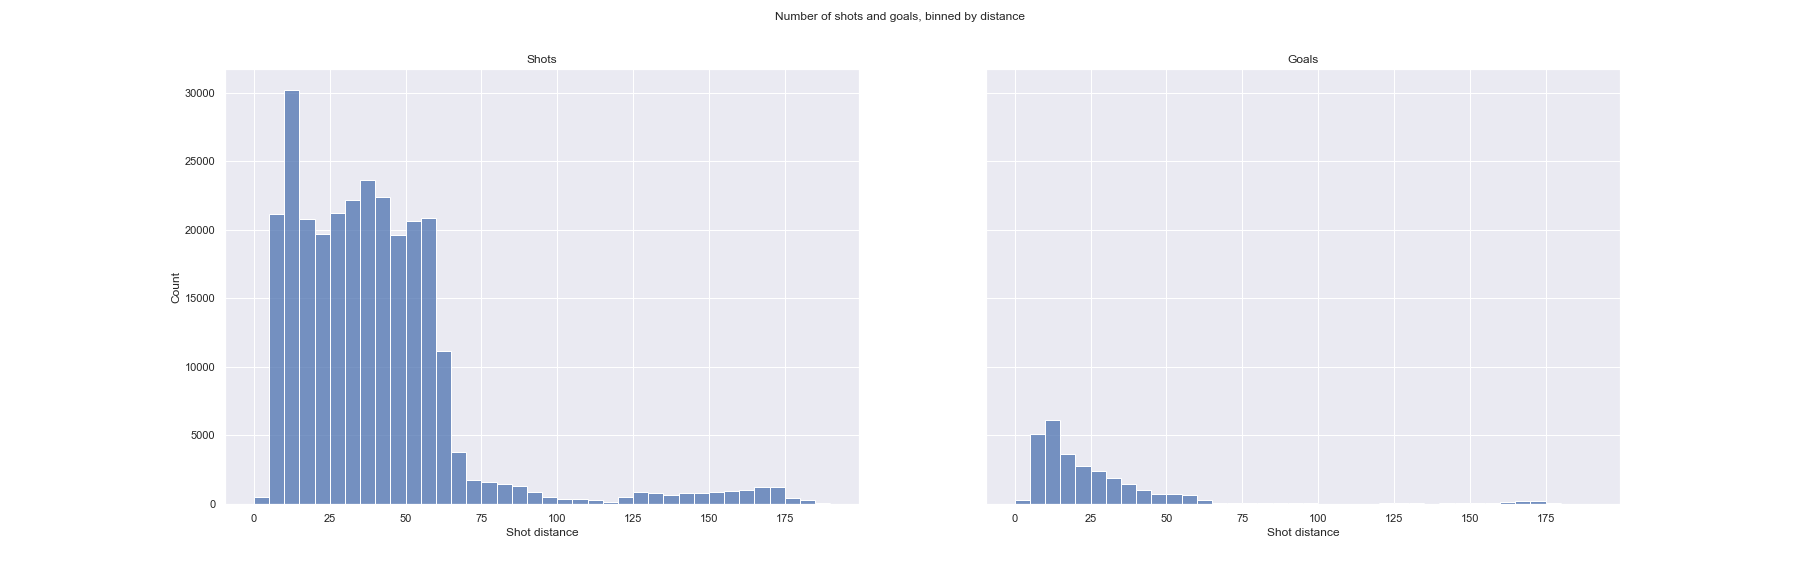 Number of shots and goals, binned by distance
Shots
30000
25000
20000
15000
10000
5000
0
Count
0 25 50 75 100 125 150 175
Shot distance
Goals
0 25 50 75 100 125 150 175
Shot distance